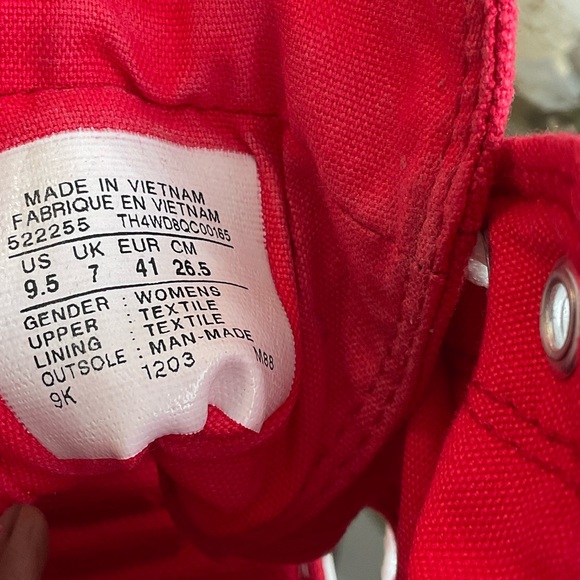 MADE IN VIETNAM
FABRIQUE EN VIETNAM
522255 TH4WD8QC00165
US UK EUR CM
9.5 7 41 26.5
GENDER : WOMENS
UPPER : TEXTILE
LINING : TEXTILE
OUTSOLE : MAN-MADE
9K 1203 M88